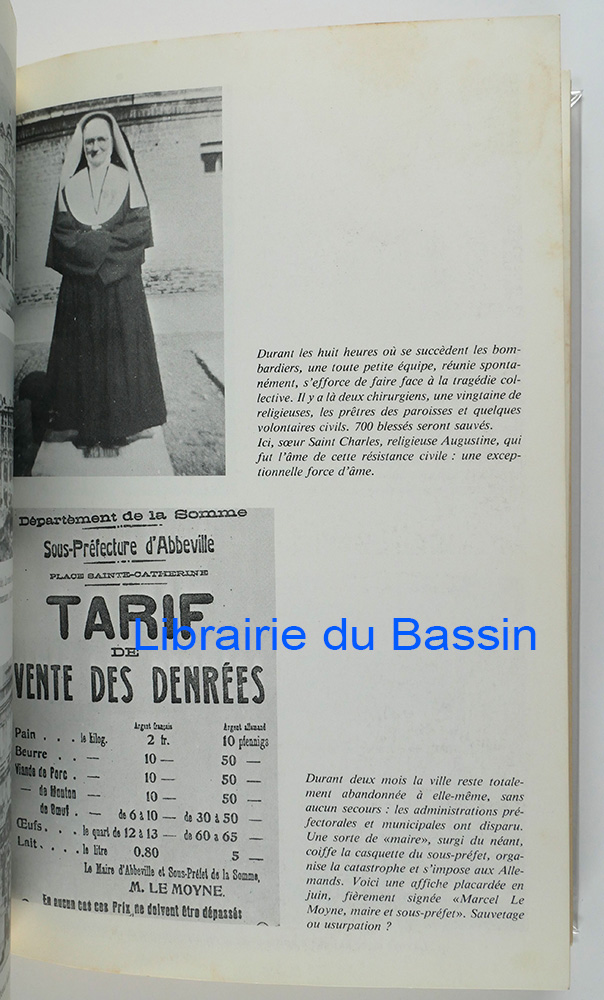 Durant les huit heures où se succèdent les bom-
bardiers, une toute petite équipe, réunie sponta-
nément, s'efforce de faire face à la tragédie col-
lective. Il y a là deux chirurgiens, une vingtaine de
religieuses, les prêtres des paroisses et quelques
volontaires civils. 700 blessés seront sauvés.
Ici, sœur Saint Charles, religieuse Augustine, qui
fut l'âme de cette résistance civile : une excep-
tionnelle force d'âme.
Département de la Somme
Sous-Préfecture d'Abbeville
PLACE SAINTE-CATHERINE
TARIF
Librairie du Bassin
DE
VENTE DES DENRÉES
Argent français Argent allemand
Pain . . . le kilog. 2 fr. 10 pfennigs
Beurre . . — 10 — 50 —
Viande de Porc . — 10 — 50 —
— de Mouton — 10 — 50 —
de Bœuf . — de 6 à 10 — de 30 à 50 —
Œufs . . . le quart de 12 à 13 — de 60 à 65 —
Lait . . . . le litre 0.80 5 —
Le Maire d'Abbeville et Sous-Préfet de la Somme,
M. LE MOYNE.
En aucun cas ces Prix ne doivent être dépassés
Durant deux mois la ville reste totale-
ment abandonnée à elle-même, sans
aucun secours : les administrations pré-
fectorales et municipales ont disparu.
Une sorte de «maire», surgi du néant,
coiffe la casquette du sous-préfet, orga-
nise la catastrophe et s'impose aux Alle-
mands. Voici une affiche placardée en
juin, fièrement signée «Marcel Le
Moyne, maire et sous-préfet». Sauvetage
ou usurpation ?